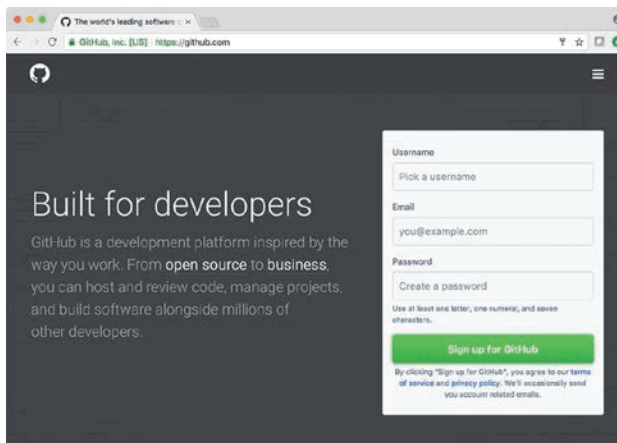 The world's leading software
GitHub, Inc. [US] https://github.com
Built for developers
GitHub is a development platform inspired by the
way you work. From open source to business,
you can host and review code, manage projects,
and build software alongside millions of
other developers.
Username
Pick a username
Email
you@example.com
Password
Create a password
Use at least one letter, one numeral, and seven
characters.
Sign up for GitHub
By clicking "Sign up for GitHub", you agree to our terms
of service and privacy policy. We'll occasionally send
you account related emails.